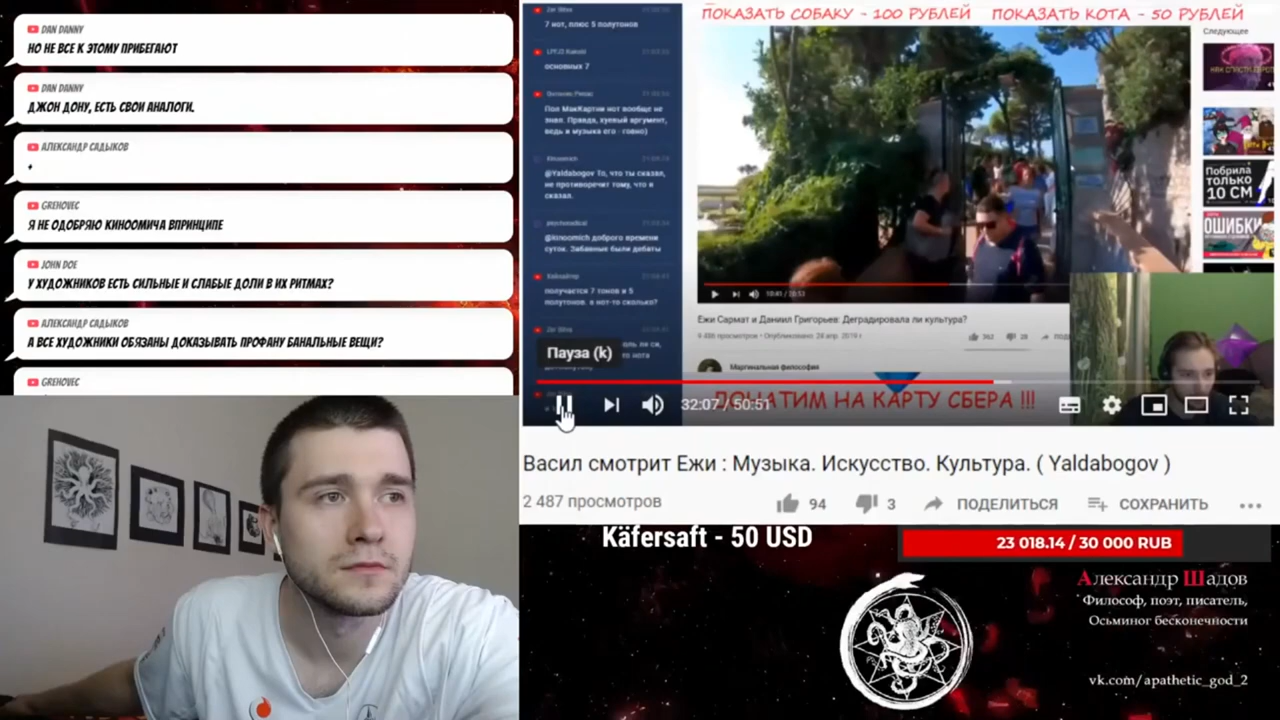 DAN DANNY
НО НЕ ВСЕ К ЭТОМУ ПРИБЕГАЮТ
DAN DANNY
ДЖОН ДОНУ, ЕСТЬ СВОИ АНАЛОГИ.
АЛЕКСАНДР САДЫКОВ
+
GREHOVEC
Я НЕ ОДОБРЯЮ КИНООМИЧА ВПРИНЦИПЕ
JOHN DOE
У ХУДОЖНИКОВ ЕСТЬ СИЛЬНЫЕ И СЛАБЫЕ ДОЛИ В ИХ РИТМАХ?
АЛЕКСАНДР САДЫКОВ
А ВСЕ ХУДОЖНИКИ ОБЯЗАНЫ ДОКАЗЫВАТЬ ПРОФАНУ БАНАЛЬНЫЕ ВЕЩИ?
GREHOVEC
7 нот, плюс 5 полутонов
основных 7
Пол МакКартни нот вообще не
знал. Правда, хуевый аргумент,
ведь и музыка его - говно)
Kinoomich
@Yaldabogov То, что ты сказал,
не противоречит тому, что я
сказал.
@kinoomich доброго времени
суток. Забавные были дебаты
получается 7 тонов и 5
полутонов. в нот-то сколько?
ПОКАЗАТЬ СОБАКУ - 100 РУБЛЕЙ ПОКАЗАТЬ КОТА - 50 РУБЛЕЙ
Следующее
Побрила
ТОЛЬКО
10 СМ
ОШИБКИ
Ежи Сармат и Даниил Григорьев: Деградировала ли культура?
Маргинальная философия
ДОНАТИМ НА КАРТУ СБЕРА !!!
Пауза (k)
32:07 / 50:51
Васил смотрит Ежи : Музыка. Искусство. Культура. ( Yaldabogov )
2 487 просмотров
94
3
ПОДЕЛИТЬСЯ
СОХРАНИТЬ
Käfersaft - 50 USD
23 018.14 / 30 000 RUB
Александр Шадов
Философ, поэт, писатель,
Осьминог бесконечности
vk.com/apathetic_god_2